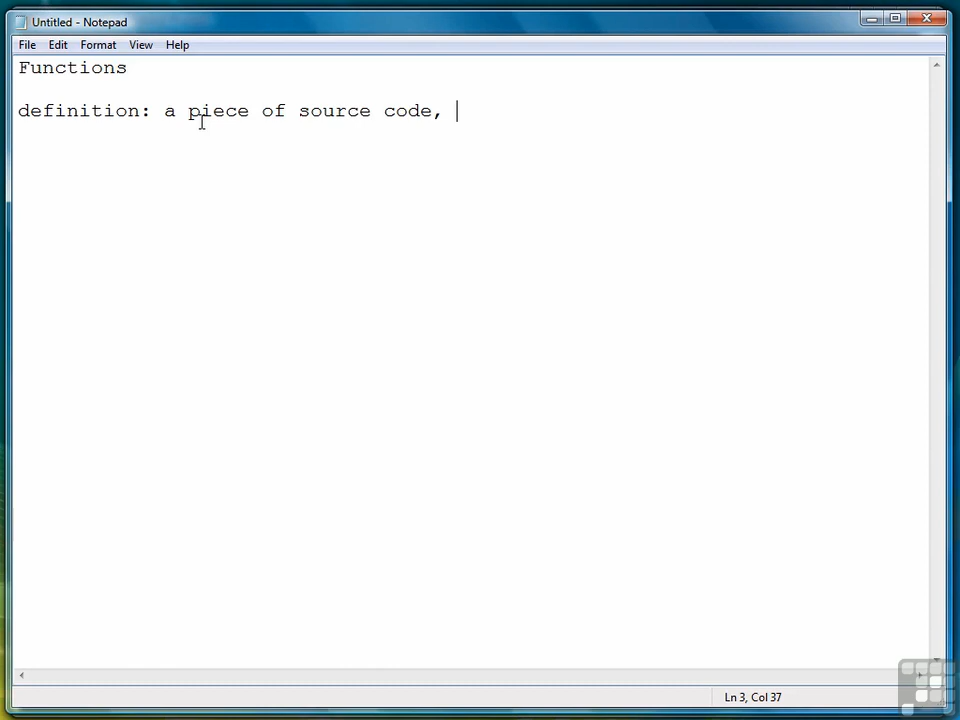 Untitled - Notepad
File Edit Format View Help
Functions
definition: a piece of source code,
Ln 3, Col 37